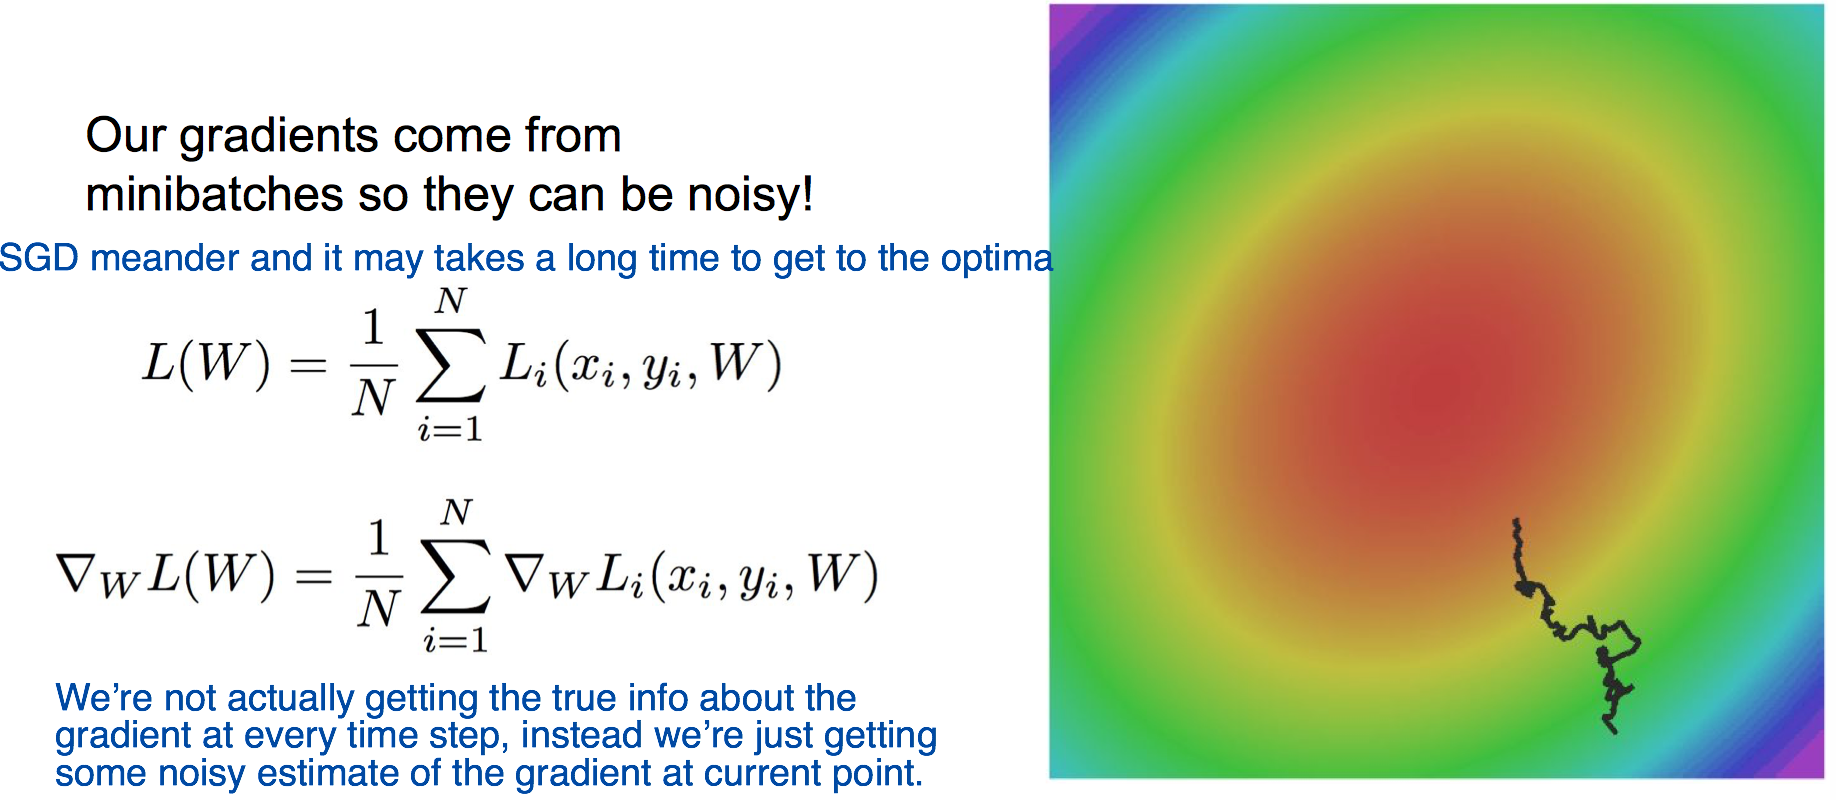 Our gradients come from
minibatches so they can be noisy!
SGD meander and it may takes a long time to get to the optima
L(W) = \frac{1}{N} \sum_{i=1}^{N} L_i(x_i, y_i, W)
\nabla_W L(W) = \frac{1}{N} \sum_{i=1}^{N} \nabla_W L_i(x_i, y_i, W)
We’re not actually getting the true info about the
gradient at every time step, instead we’re just getting
some noisy estimate of the gradient at current point.